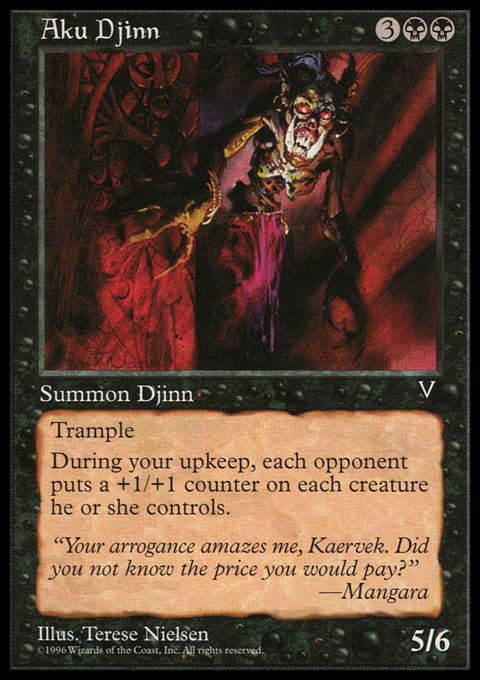 Aku Djinn 3
Summon Djinn V
Trample
During your upkeep, each opponent
puts a +1/+1 counter on each creature
he or she controls.
“Your arrogance amazes me, Kaervek. Did
you not know the price you would pay?”
—Mangara
Illus. Terese Nielsen
©1996 Wizards of the Coast, Inc. All rights reserved.
5/6